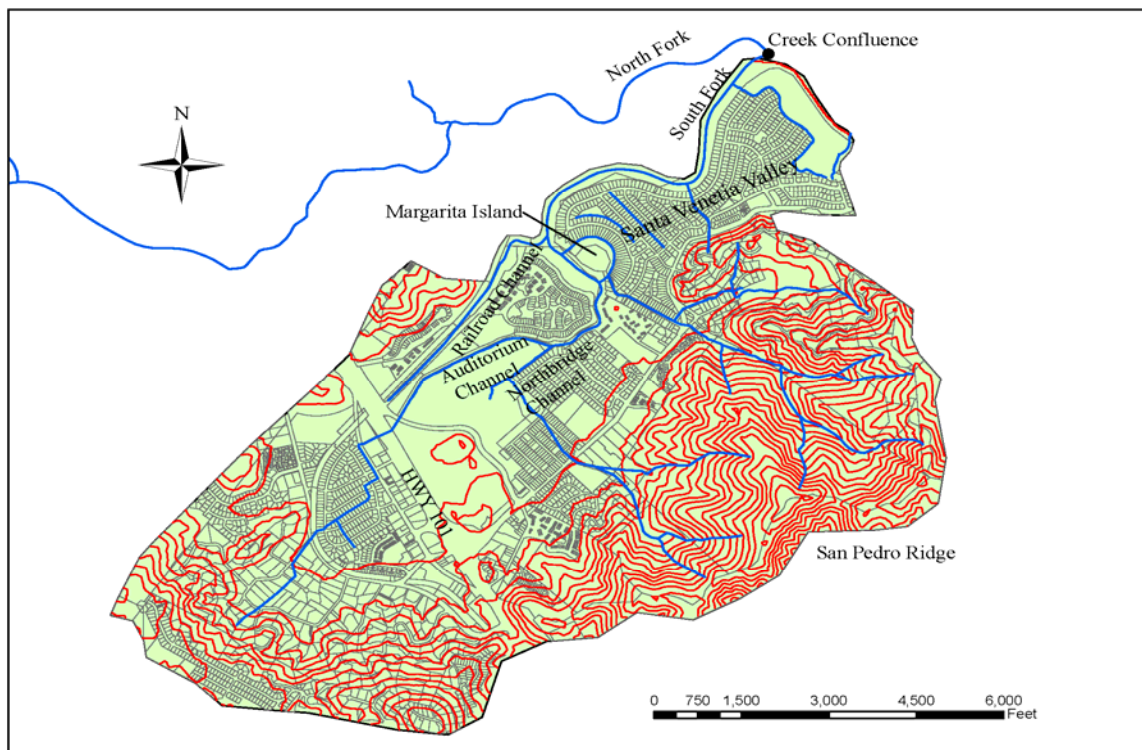 Creek Confluence
North Fork
South Fork
N
Santa Venetia Valley
Margarita Island
Railroad Channel
Auditorium
Channel
Northbridge
Channel
HWY 101
San Pedro Ridge
0 750 1,500 3,000 4,500 6,000
Feet